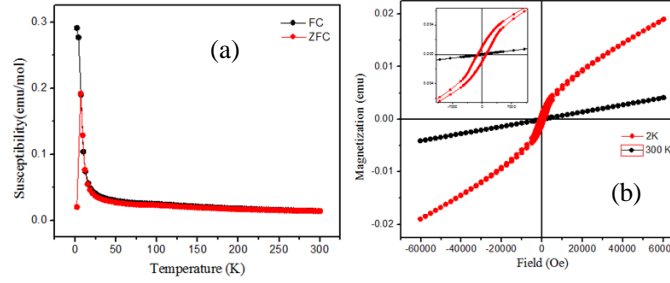 (a)
FC
ZFC
Susceptibility(emu/mol)
0.3
0.2
0.1
0.0
0
50
100
150
200
250
300
Temperature (K)
(b)
2K
300 K
Magnetization (emu)
0.02
0.01
0.00
-0.01
-0.02
-60000
-40000
-20000
0
20000
40000
6000
Field (Oe)